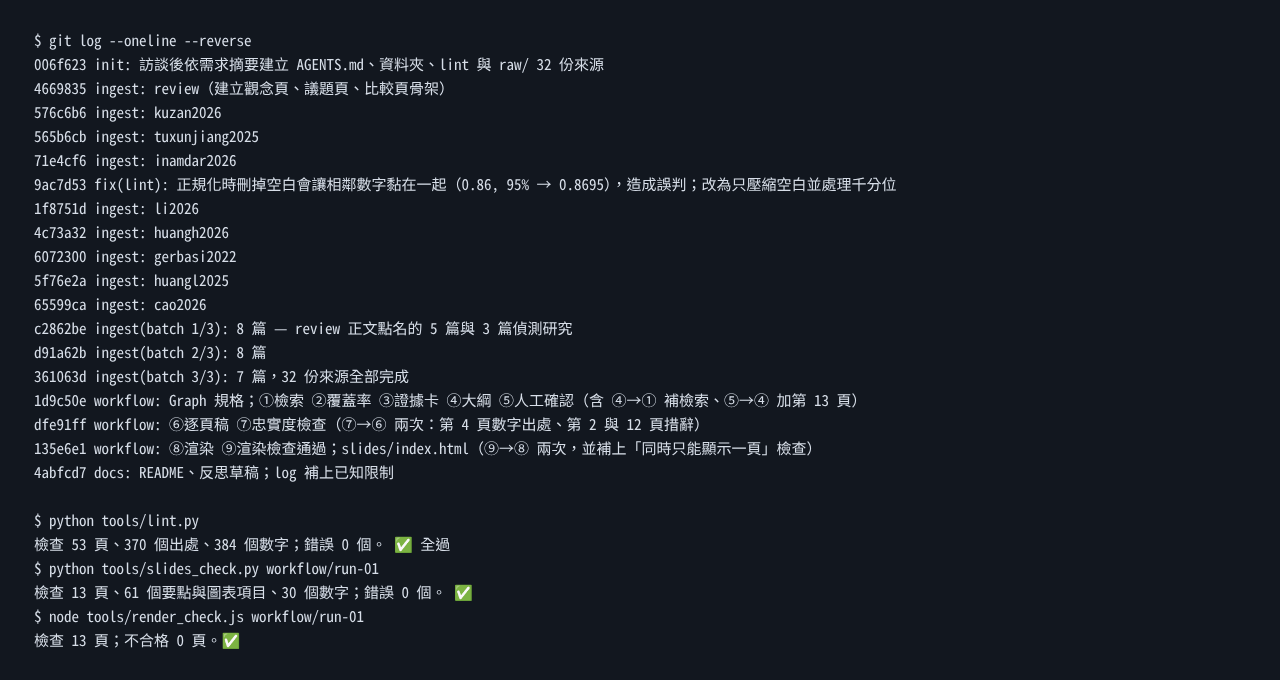 $ git log --oneline --reverse
006f623 init: 訪談後依需求摘要建立 AGENTS.md、資料夾、lint 與 raw/ 32 份來源
4669835 ingest: review（建立觀念頁、議題頁、比較頁骨架）
576c6b6 ingest: kuzan2026
565b6cb ingest: tuxunjiang2025
71e4cf6 ingest: inamdar2026
9ac7d53 fix(lint): 正規化時刪掉空白會讓相鄰數字黏在一起（0.86, 95% → 0.8695），造成誤判；改為只壓縮空白並處理千分位
1f8751d ingest: li2026
4c73a32 ingest: huangh2026
6072300 ingest: gerbasi2022
5f76e2a ingest: huangl2025
65599ca ingest: cao2026
c2862be ingest(batch 1/3): 8 篇 — review 正文點名的 5 篇與 3 篇偵測研究
d91a62b ingest(batch 2/3): 8 篇
361063d ingest(batch 3/3): 7 篇，32 份來源全部完成
1d9c50e workflow: Graph 規格；①檢索 ②覆蓋率 ③證據卡 ④大綱 ⑤人工確認（含 ④→① 補檢索、⑤→④ 加第 13 頁）
dfe91ff workflow: ⑥逐頁稿 ⑦忠實度檢查（⑦→⑥ 兩次：第 4 頁數字出處、第 2 與 12 頁措辭）
135e6e1 workflow: ⑧渲染 ⑨渲染檢查通過；slides/index.html（⑨→⑧ 兩次，並補上「同時只能顯示一頁」檢查）
4abfcd7 docs: README、反思草稿；log 補上已知限制
$ python tools/lint.py
檢查 53 頁、370 個出處、384 個數字；錯誤 0 個。 ✅ 全過
$ python tools/slides_check.py workflow/run-01
檢查 13 頁、61 個要點與圖表項目、30 個數字；錯誤 0 個。 ✅
$ node tools/render_check.js workflow/run-01
檢查 13 頁；不合格 0 頁。✅